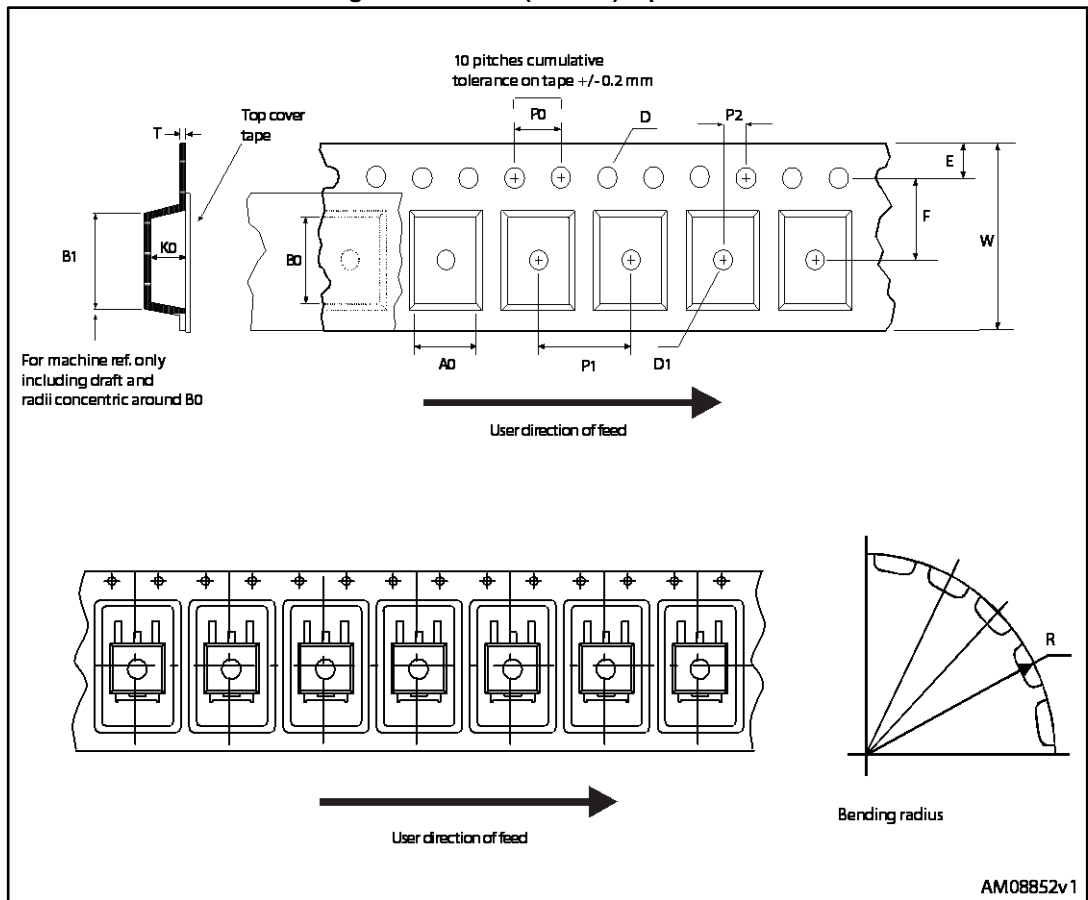 10 pitches cumulative
tolerance on tape +/- 0.2 mm
Top cover
tape
T
P0
D
P2
E
F
W
B1
K0
B0
For machine ref. only
including draft and
radii concentric around B0
A0
P1
D1
User direction of feed
R
Bending radius
User direction of feed
AM08852v1